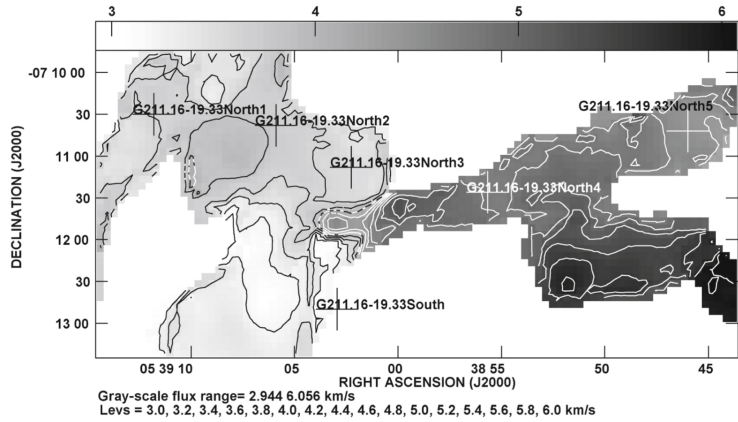 3 4 5 6
-07 10 00
G211.16-19.33North1
G211.16-19.33North5
30
G211.16-19.33North2
11 00
G211.16-19.33North3
30
G211.16-19.33North4
12 00
30
G211.16-19.33South
13 00
DECLINATION (J2000)
05 39 10 05 00 38 55 50 45
RIGHT ASCENSION (J2000)
Gray-scale flux range= 2.944 6.056 km/s
Levs = 3.0, 3.2, 3.4, 3.6, 3.8, 4.0, 4.2, 4.4, 4.6, 4.8, 5.0, 5.2, 5.4, 5.6, 5.8, 6.0 km/s